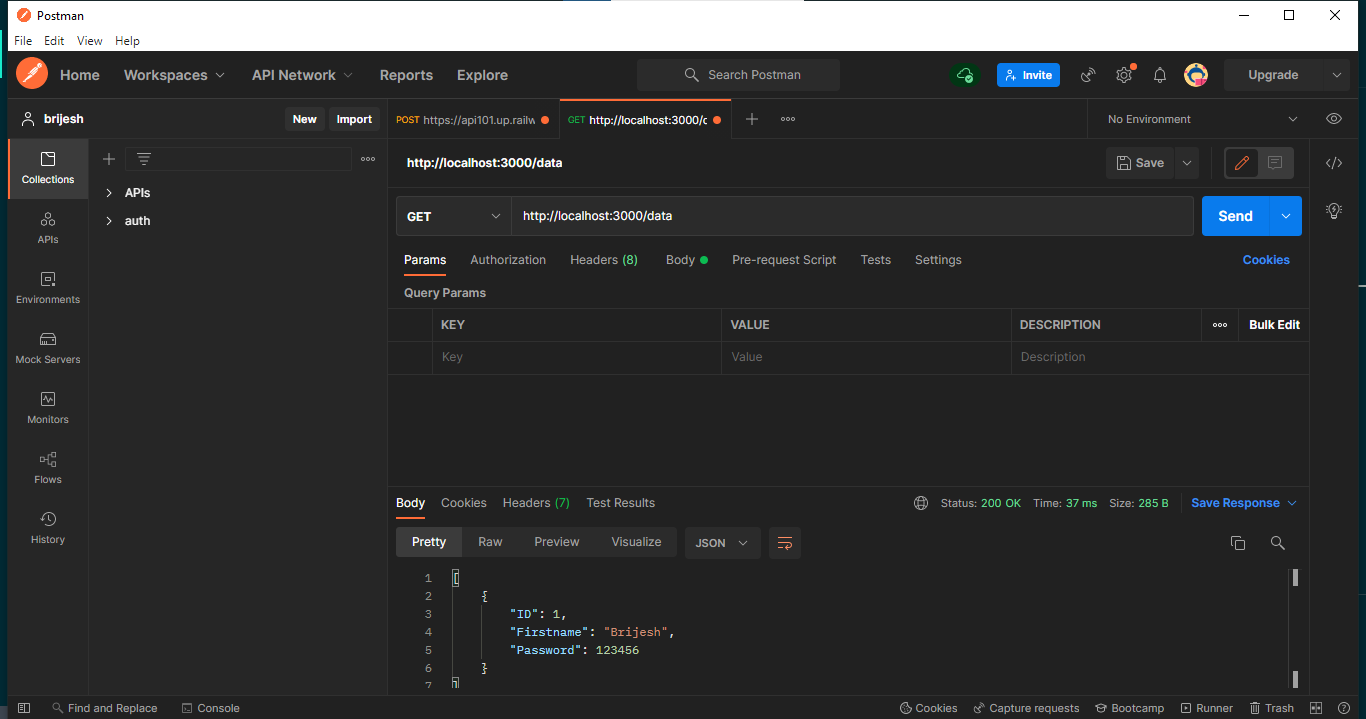 Postman
File Edit View Help
Home Workspaces API Network Reports Explore Search Postman Invite Upgrade
brijesh New Import POST https://api101.up.railw GET http://localhost:3000/d No Environment
Collections
APIs
Environments
Mock Servers
Monitors
Flows
History
APIs
auth
http://localhost:3000/data Save
GET http://localhost:3000/data Send
Params Authorization Headers (8) Body Pre-request Script Tests Settings Cookies
Query Params
KEY VALUE DESCRIPTION Bulk Edit
Key Value Description
Body Cookies Headers (7) Test Results Status: 200 OK Time: 37 ms Size: 285 B Save Response
Pretty Raw Preview Visualize JSON
1 [
2 {
3 "ID": 1,
4 "Firstname": "Brijesh",
5 "Password": 123456
6 }
7 ]
Find and Replace Console Cookies Capture requests Bootcamp Runner Trash